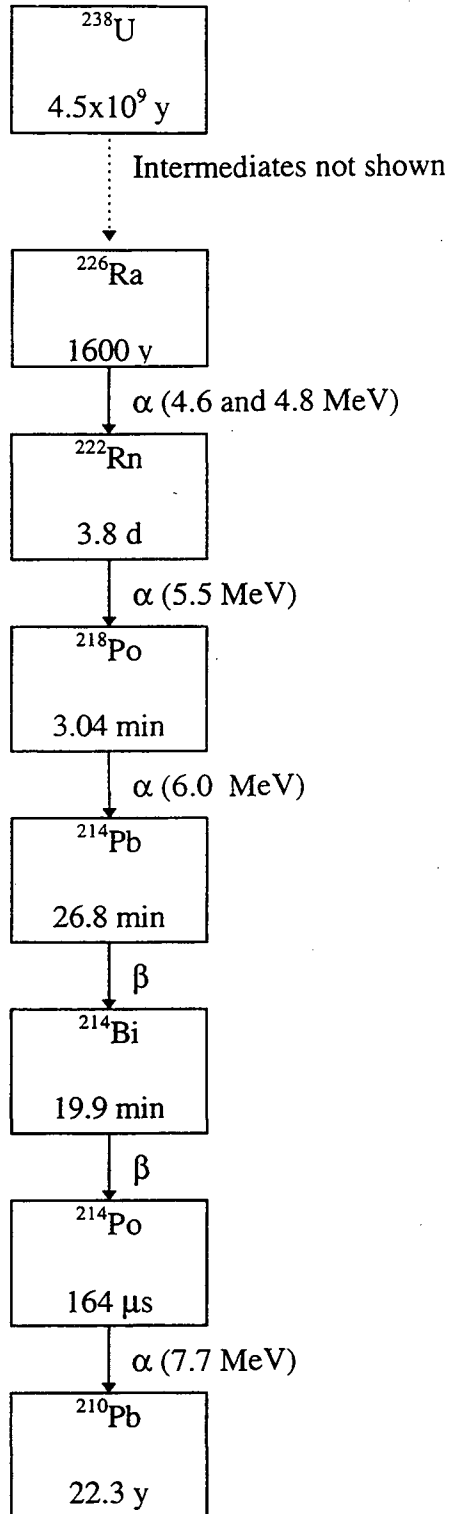 ²³⁸U
4.5x10⁹ y
Intermediates not shown
²²⁶Ra
1600 y
α (4.6 and 4.8 MeV)
²²²Rn
3.8 d
α (5.5 MeV)
²¹⁸Po
3.04 min
α (6.0 MeV)
²¹⁴Pb
26.8 min
β
²¹⁴Bi
19.9 min
β
²¹⁴Po
164 μs
α (7.7 MeV)
²¹⁰Pb
22.3 y